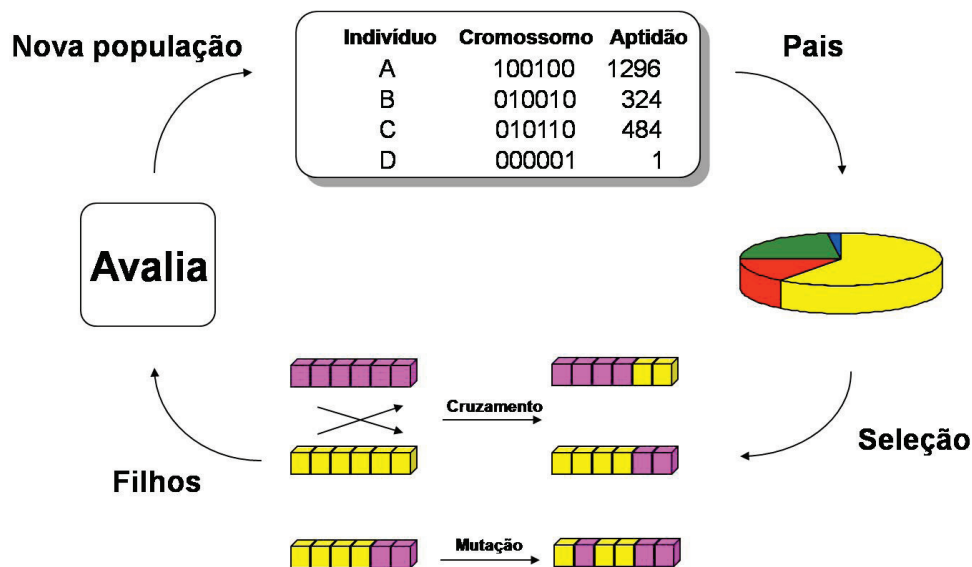 Nova população
Indivíduo Cromossomo Aptidão
A 100100 1296
B 010010 324
C 010110 484
D 000001 1
Pais
Avalia
Cruzamento
Seleção
Filhos
Mutação